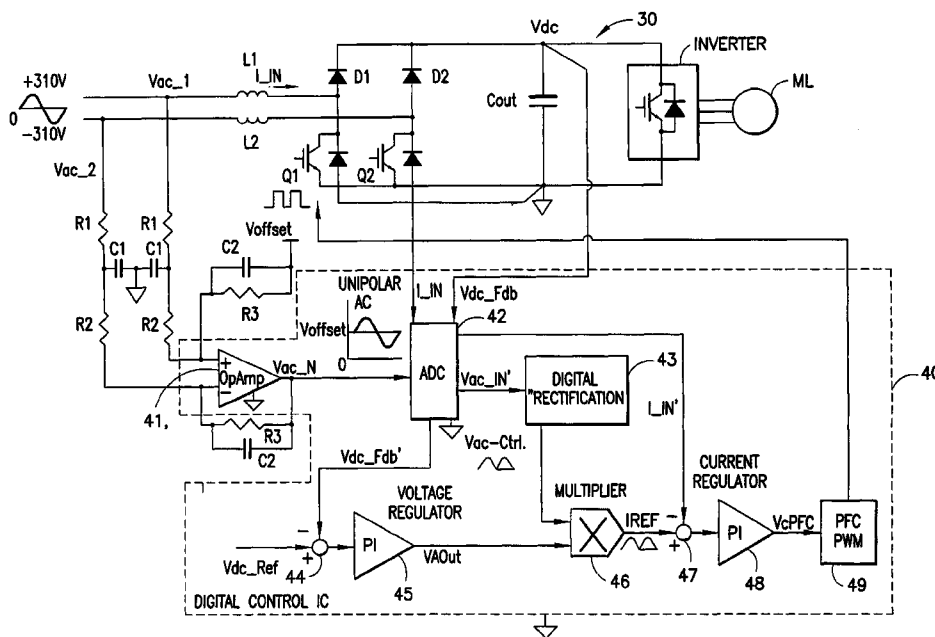 Vdc
30
INVERTER
ML
L1
I_IN
D1
D2
Vac_1
+310V
0
-310V
Cout
L2
Vac_2
Q1
Q2
R1
R1
C1
C1
Voffset
C2
R3
R2
R2
UNIPOLAR
AC
Voffset
0
I_IN
Vdc_Fdb
42
ADC
43
DIGITAL
"RECTIFICATION
40
Vac_N
Vac_IN'
I_IN'
+
OpAmp
-
41,
R3
C2
Vdc_Fdb'
Vac-Ctrl.
VOLTAGE
REGULATOR
MULTIPLIER
CURRENT
REGULATOR
-
+
Vdc_Ref
44
PI
VAOut
45
IREF
46
-
+
47
PI
48
VcPFC
PFC
PWM
49
DIGITAL CONTROL IC